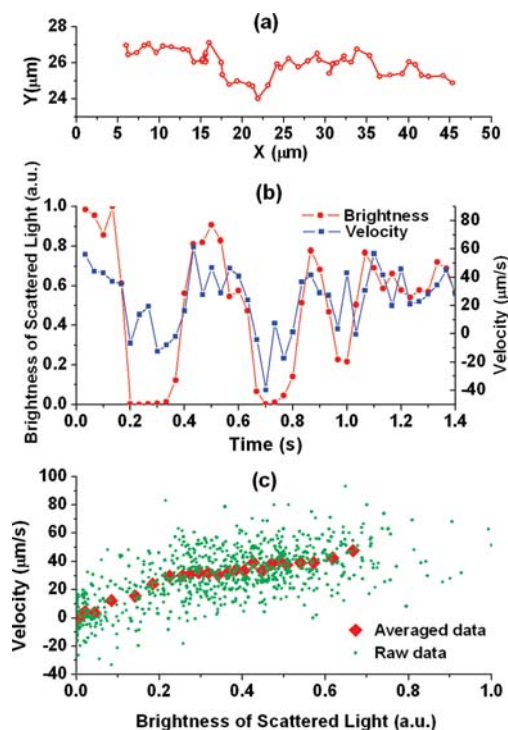 (a)
28
26
24
Y(μm)
5 10 15 20 25 30 35 40 45 50
X (μm)
(b)
1.0
0.8
0.6
0.4
0.2
0.0
Brightness of Scattered Light (a.u.)
Brightness
Velocity
80
60
40
20
0
-20
-40
Velocity (μm/s)
0.0 0.2 0.4 0.6 0.8 1.0 1.2 1.4
Time (s)
(c)
100
80
60
40
20
0
-20
-40
Velocity (μm/s)
Averaged data
Raw data
0.0 0.2 0.4 0.6 0.8 1.0
Brightness of Scattered Light (a.u.)